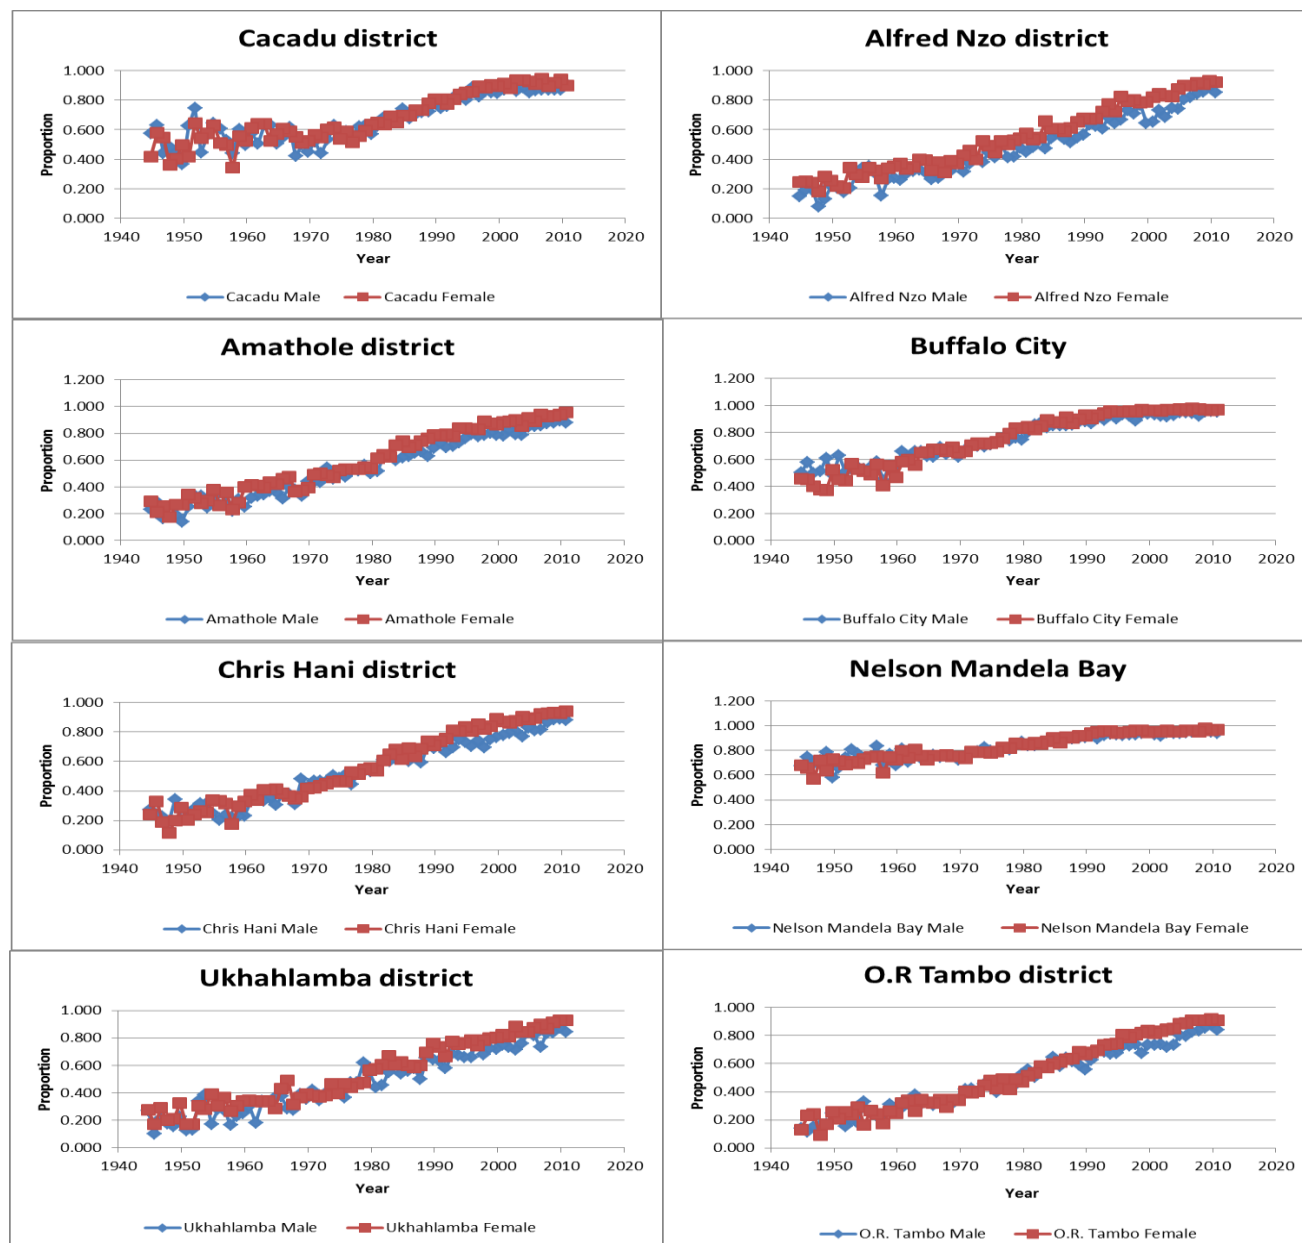 Cacadu district
1.000
0.800
0.600
0.400
0.200
0.000
Proportion
1940 1950 1960 1970 1980 1990 2000 2010 2020
Year
Cacadu Male Cacadu Female
Alfred Nzo district
1.000
0.800
0.600
0.400
0.200
0.000
Proportion
1940 1950 1960 1970 1980 1990 2000 2010 2020
Year
Alfred Nzo Male Alfred Nzo Female
Amathole district
1.200
1.000
0.800
0.600
0.400
0.200
0.000
Proportion
1940 1950 1960 1970 1980 1990 2000 2010 2020
Year
Amathole Male Amathole Female
Buffalo City
1.200
1.000
0.800
0.600
0.400
0.200
0.000
Proportion
1940 1950 1960 1970 1980 1990 2000 2010 2020
Year
Buffalo City Male Buffalo City Female
Chris Hani district
1.000
0.800
0.600
0.400
0.200
0.000
Proportion
1940 1950 1960 1970 1980 1990 2000 2010 2020
Year
Chris Hani Male Chris Hani Female
Nelson Mandela Bay
1.200
1.000
0.800
0.600
0.400
0.200
0.000
Proportion
1940 1950 1960 1970 1980 1990 2000 2010 2020
Year
Nelson Mandela Bay Male Nelson Mandela Bay Female
Ukhahlamba district
1.000
0.800
0.600
0.400
0.200
0.000
Proportion
1940 1950 1960 1970 1980 1990 2000 2010 2020
Year
Ukhahlamba Male Ukhahlamba Female
O.R Tambo district
1.000
0.800
0.600
0.400
0.200
0.000
Proportion
1940 1950 1960 1970 1980 1990 2000 2010 2020
Year
O.R. Tambo Male O.R. Tambo Female